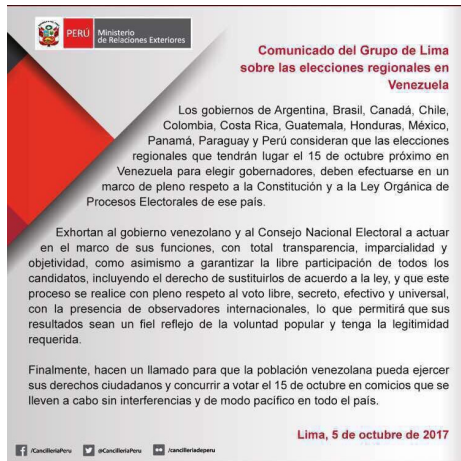 PERÚ
Ministerio
de Relaciones Exteriores
Comunicado del Grupo de Lima
sobre las elecciones regionales en
Venezuela
Los gobiernos de Argentina, Brasil, Canadá, Chile,
Colombia, Costa Rica, Guatemala, Honduras, México,
Panamá, Paraguay y Perú consideran que las elecciones
regionales que tendrán lugar el 15 de octubre próximo en
Venezuela para elegir gobernadores, deben efectuarse en un
marco de pleno respeto a la Constitución y a la Ley Orgánica de
Procesos Electorales de ese país.
Exhortan al gobierno venezolano y al Consejo Nacional Electoral a actuar
en el marco de sus funciones, con total transparencia, imparcialidad y
objetividad, como asimismo a garantizar la libre participación de todos los
candidatos, incluyendo el derecho de sustituirlos de acuerdo a la ley, y que este
proceso se realice con pleno respeto al voto libre, secreto, efectivo y universal,
con la presencia de observadores internacionales, lo que permitirá que sus
resultados sean un fiel reflejo de la voluntad popular y tenga la legitimidad
requerida.
Finalmente, hacen un llamado para que la población venezolana pueda ejercer
sus derechos ciudadanos y concurrir a votar el 15 de octubre en comicios que se
lleven a cabo sin interferencias y de modo pacífico en todo el país.
Lima, 5 de octubre de 2017
/CancilleriaPeru @CancilleriaPeru /cancilleriadeperu